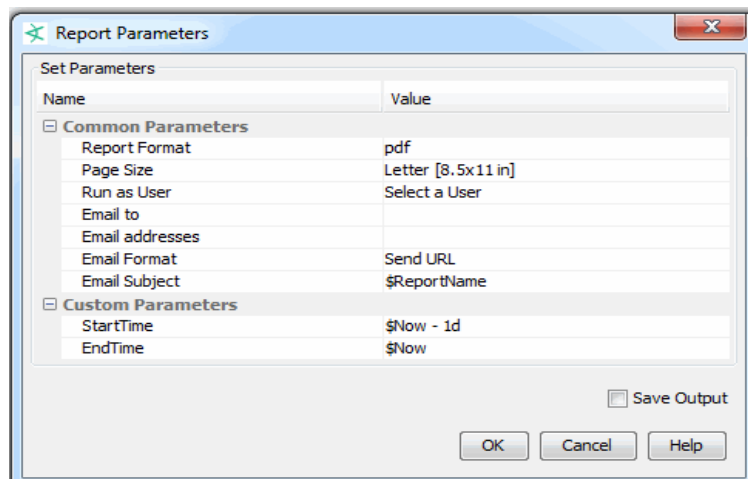 Report Parameters
Set Parameters
Name Value
Common Parameters
Report Format pdf
Page Size Letter [8.5x11 in]
Run as User Select a User
Email to
Email addresses
Email Format Send URL
Email Subject $ReportName
Custom Parameters
StartTime $Now - 1d
EndTime $Now
Save Output
OK Cancel Help